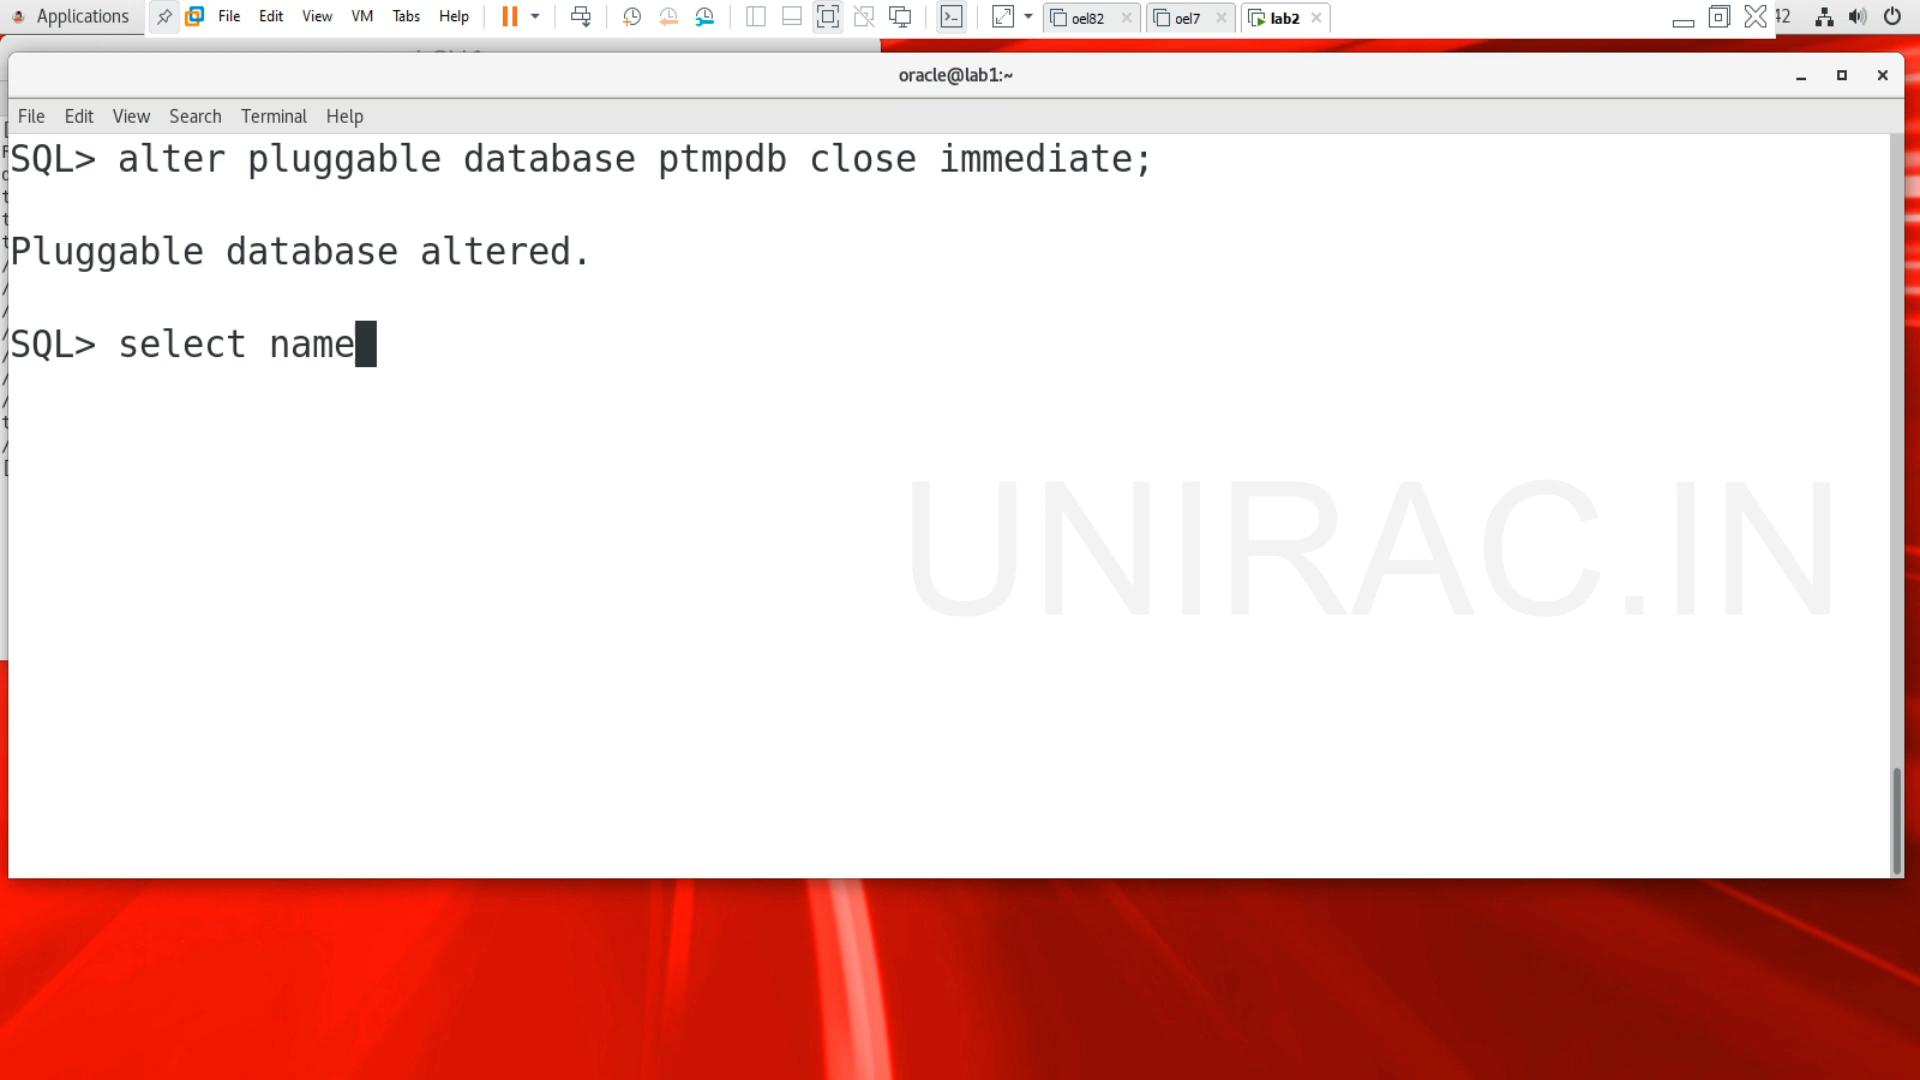 Applications File Edit View VM Tabs Help oel82 oel7 lab2 42
oracle@lab1:~
File Edit View Search Terminal Help
SQL> alter pluggable database ptmpdb close immediate;
Pluggable database altered.
SQL> select name
UNIRAC.IN